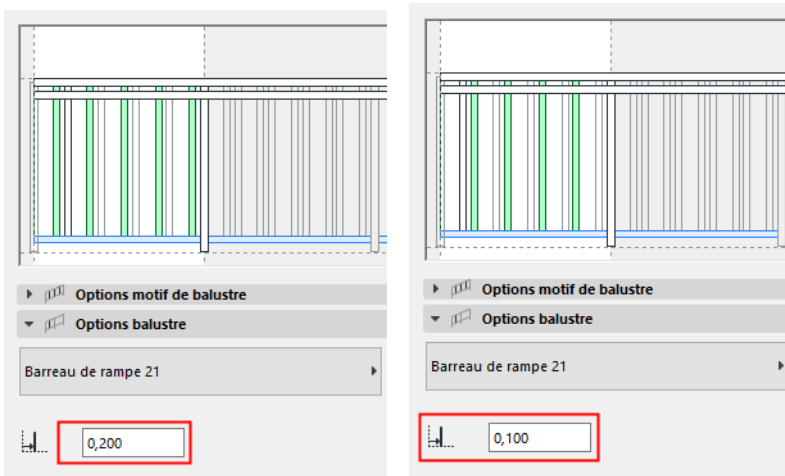 Options motif de balustre
Options balustre
Barreau de rampe 21
0,200
Options motif de balustre
Options balustre
Barreau de rampe 21
0,100